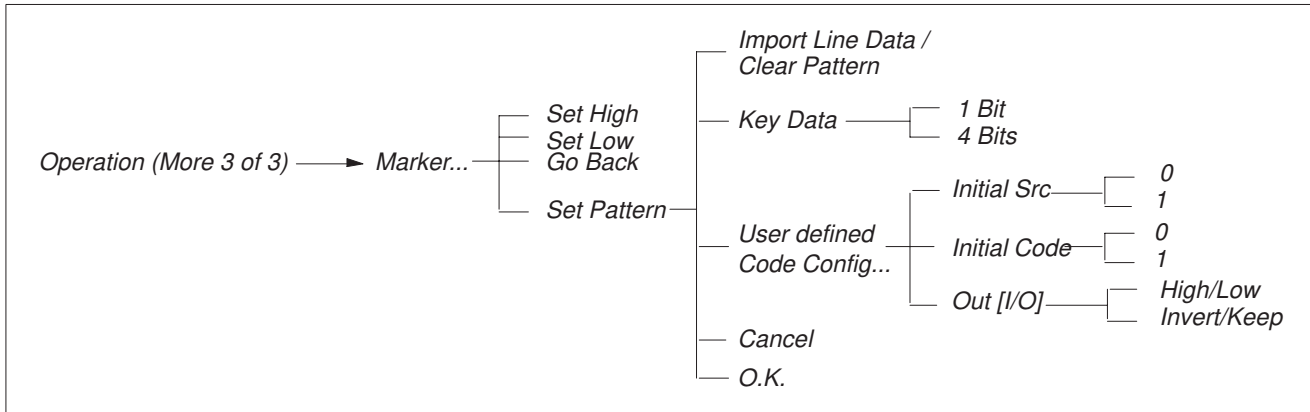 Operation (More 3 of 3)
Marker...
Set High
Set Low
Go Back
Set Pattern
Import Line Data /
Clear Pattern
Key Data
1 Bit
4 Bits
User defined
Code Config...
Initial Src
0
1
Initial Code
0
1
Out [I/O]
High/Low
Invert/Keep
Cancel
O.K.